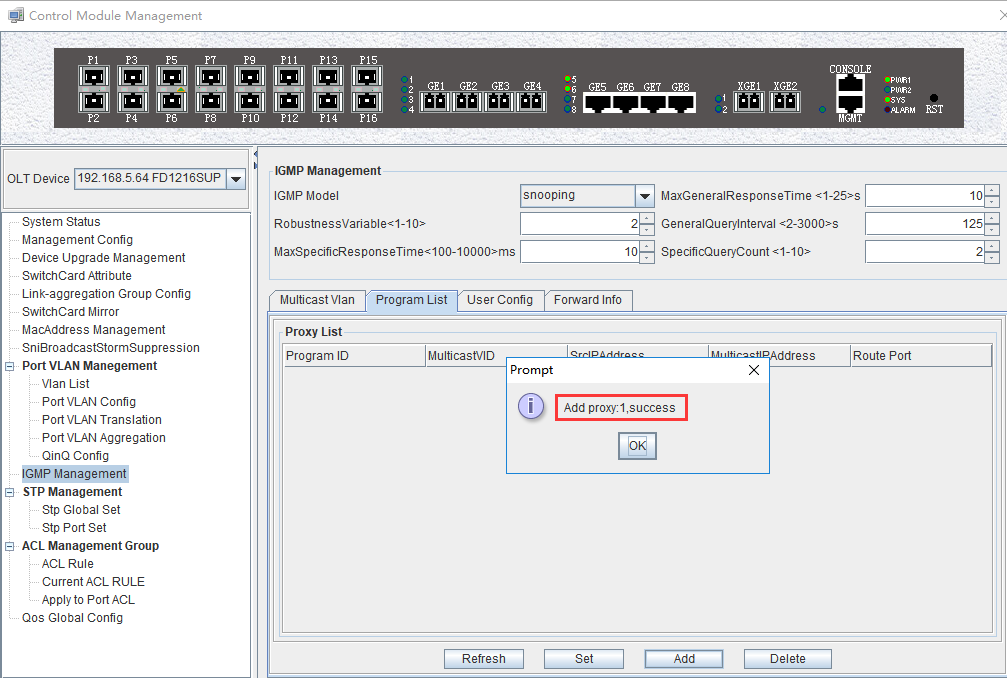 Control Module Management
P1 P3 P5 P7 P9 P11 P13 P15
P2 P4 P6 P8 P10 P12 P14 P16
1
2
3
4
GE1 GE2 GE3 GE4
5
6
7
8
GE5 GE6 GE7 GE8
1
2
XGE1 XGE2
CONSOLE
MGMT
PWR1
PWR2
SYS
ALARM
RST
OLT Device 192.168.5.64 FD1216SUP
System Status
Management Config
Device Upgrade Management
SwitchCard Attribute
Link-aggregation Group Config
SwitchCard Mirror
MacAddress Management
SniBroadcastStormSuppression
Port VLAN Management
Vlan List
Port VLAN Config
Port VLAN Translation
Port VLAN Aggregation
QinQ Config
IGMP Management
STP Management
Stp Global Set
Stp Port Set
ACL Management Group
ACL Rule
Current ACL RULE
Apply to Port ACL
Qos Global Config
IGMP Management
IGMP Model snooping MaxGeneralResponseTime <1-25>s 10
RobustnessVariable<1-10> 2 GeneralQueryInterval <2-3000>s 125
MaxSpecificResponseTime<100-10000>ms 10 SpecificQueryCount <1-10> 2
Multicast Vlan Program List User Config Forward Info
Proxy List
Program ID MulticastVID SrcIPAddress MulticastIPAddress Route Port
Prompt
Add proxy:1,success
OK
Refresh Set Add Delete